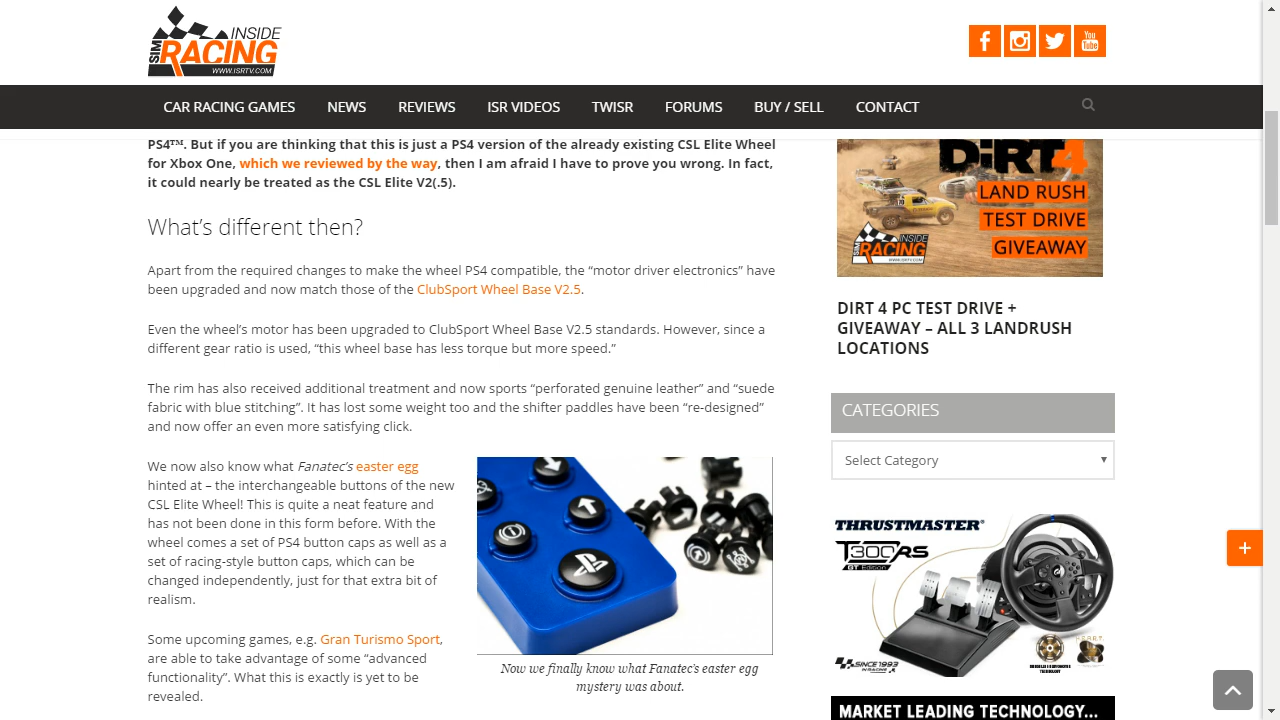 INSIDE
SIM
RACING
WWW.ISRTV.COM
You
Tube
CAR RACING GAMES
NEWS
REVIEWS
ISR VIDEOS
TWISR
FORUMS
BUY / SELL
CONTACT
PS4™. But if you are thinking that this is just a PS4 version of the already existing CSL Elite Wheel
for Xbox One, which we reviewed by the way, then I am afraid I have to prove you wrong. In fact,
it could nearly be treated as the CSL Elite V2(.5).
What’s different then?
Apart from the required changes to make the wheel PS4 compatible, the “motor driver electronics” have
been upgraded and now match those of the ClubSport Wheel Base V2.5.
Even the wheel’s motor has been upgraded to ClubSport Wheel Base V2.5 standards. However, since a
different gear ratio is used, “this wheel base has less torque but more speed.”
The rim has also received additional treatment and now sports “perforated genuine leather” and “suede
fabric with blue stitching”. It has lost some weight too and the shifter paddles have been “re-designed”
and now offer an even more satisfying click.
We now also know what Fanatec’s easter egg
hinted at – the interchangeable buttons of the new
CSL Elite Wheel! This is quite a neat feature and
has not been done in this form before. With the
wheel comes a set of PS4 button caps as well as a
set of racing-style button caps, which can be
changed independently, just for that extra bit of
realism.
Now we finally know what Fanatec’s easter egg
mystery was about.
Some upcoming games, e.g. Gran Turismo Sport,
are able to take advantage of some “advanced
functionality”. What this is exactly is yet to be
revealed.
DiRT 4
LAND RUSH
TEST DRIVE
GIVEAWAY
INSIDE
SIM
RACING
DIRT 4 PC TEST DRIVE +
GIVEAWAY – ALL 3 LANDRUSH
LOCATIONS
CATEGORIES
Select Category
THRUSTMASTER
T300RS
GT Edition
SINCE 1993
IN RACING
H.E.A.R.T.
MARKET LEADING TECHNOLOGY...